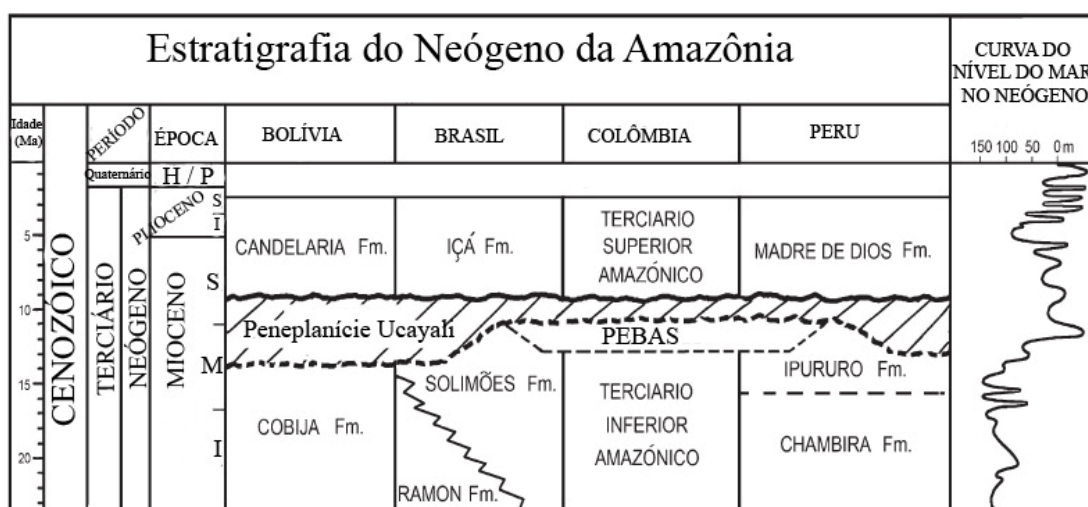 Estratigrafia do Neógeno da Amazônia
CURVA DO
NÍVEL DO MAR
NO NEÓGENO
Idade
(Ma)
PERÍODO
ÉPOCA
BOLÍVIA
BRASIL
COLÔMBIA
PERU
150 100 50 0 m
Quaternário
H / P
CENOZÓICO
TERCIÁRIO
NEÓGENO
PLIOCENO
S
I
MIOCENO
S
M
I
5
10
15
20
CANDELARIA Fm.
IÇÁ Fm.
TERCIARIO
SUPERIOR
AMAZÓNICO
MADRE DE DIOS Fm.
Peneplanície Ucayali
PEBAS
COBIJA Fm.
SOLIMÕES Fm.
RAMON Fm.
TERCIARIO
INFERIOR
AMAZÓNICO
IPURURO Fm.
CHAMBIRA Fm.